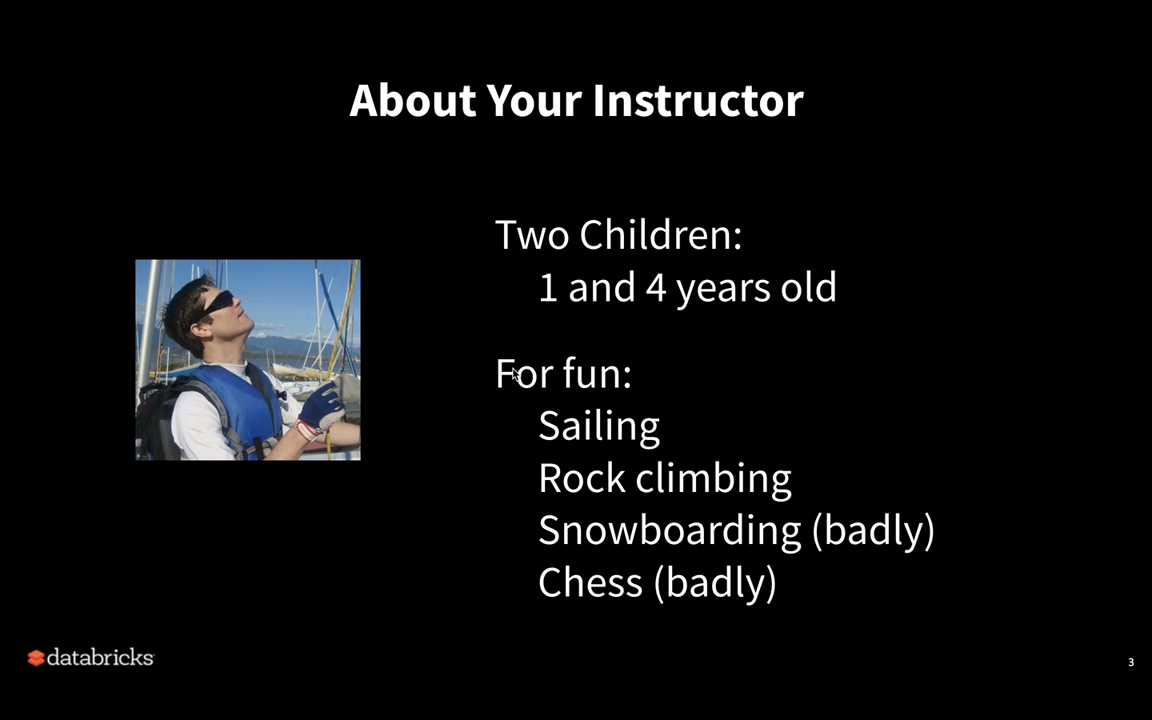 About Your Instructor
Two Children:
1 and 4 years old
For fun:
Sailing
Rock climbing
Snowboarding (badly)
Chess (badly)
databricks
3